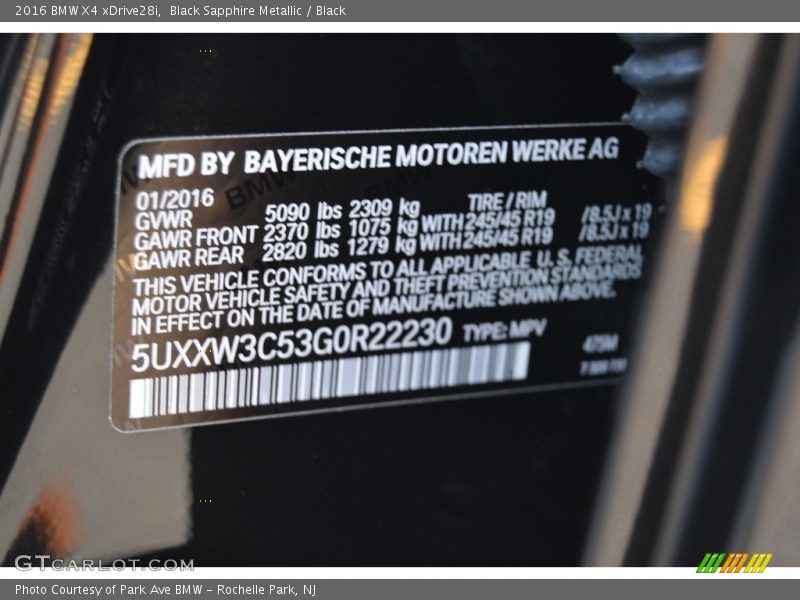 2016 BMW X4 xDrive28i, Black Sapphire Metallic / Black
MFD BY BAYERISCHE MOTOREN WERKE AG
01/2016
TIRE / RIM
GVWR 5090 lbs 2309 kg
GAWR FRONT 2370 lbs 1075 kg WITH 245/45 R19 /8.5J x 19
GAWR REAR 2820 lbs 1279 kg WITH 245/45 R19 /8.5J x 19
THIS VEHICLE CONFORMS TO ALL APPLICABLE U.S. FEDERAL
MOTOR VEHICLE SAFETY AND THEFT PREVENTION STANDARDS
IN EFFECT ON THE DATE OF MANUFACTURE SHOWN ABOVE.
5UXXW3C53G0R22230 TYPE: MPV
475M
GTcarlot.com
Photo Courtesy of Park Ave BMW - Rochelle Park, NJ